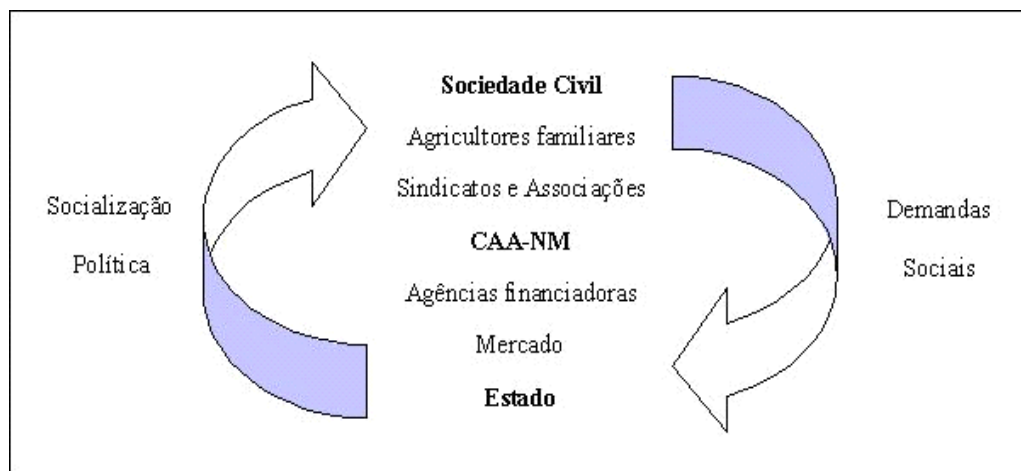 Sociedade Civil
Agricultores familiares
Sindicatos e Associações
CAA-NM
Agências financiadoras
Mercado
Estado
Socialização
Política
Demandas
Sociais